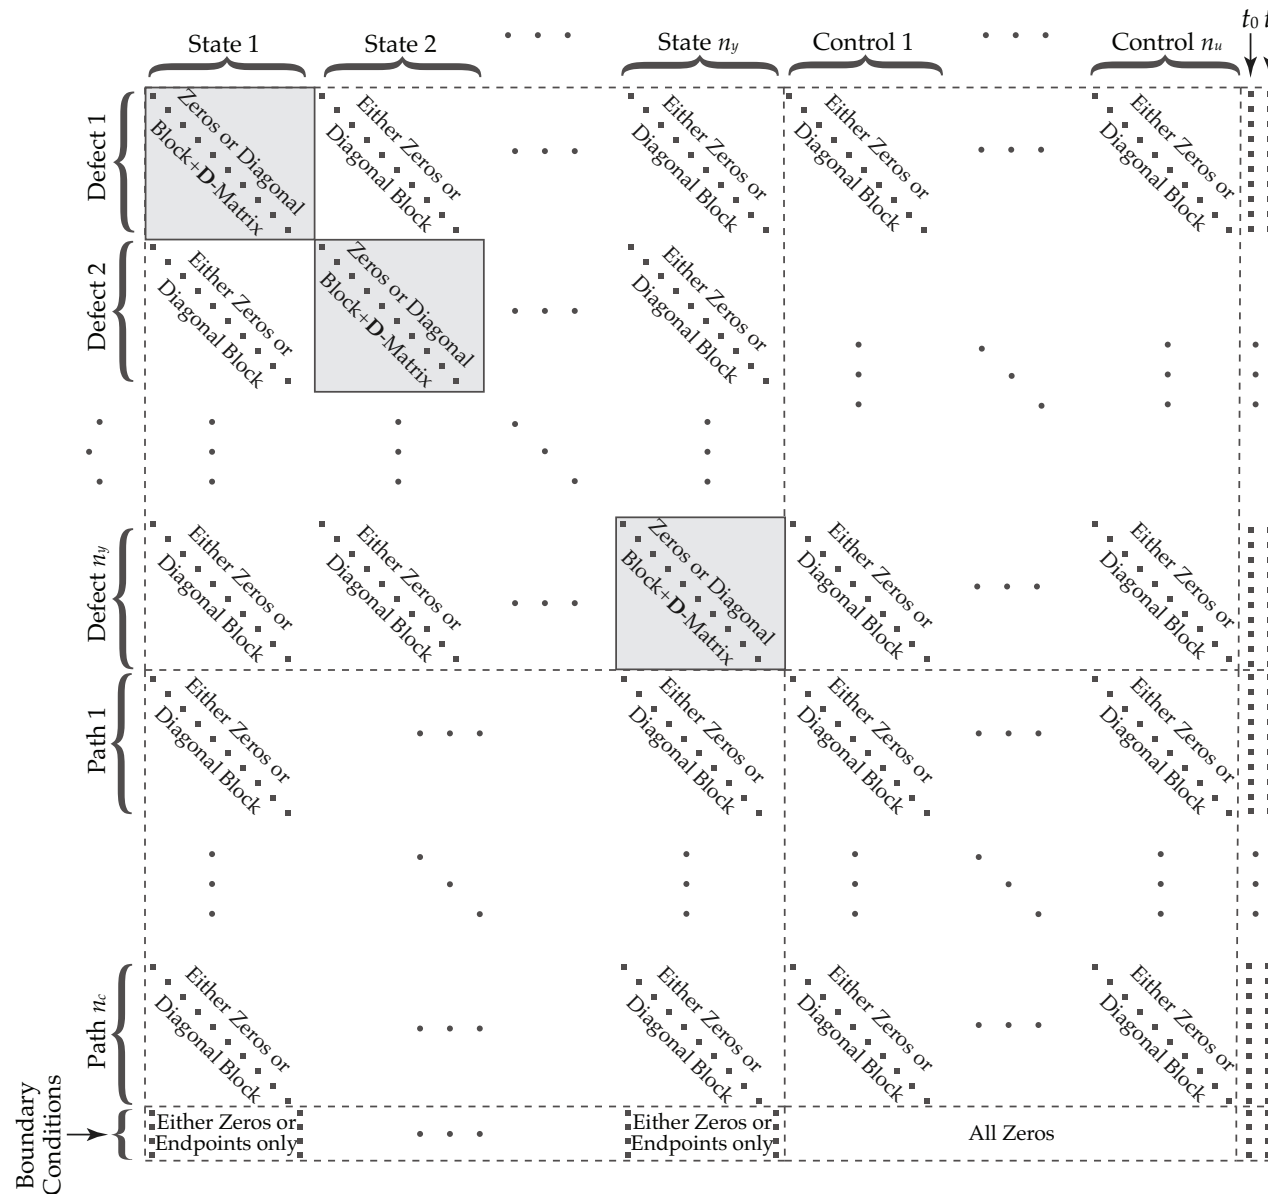 State 1
State 2
State n_y
Control 1
Control n_u
t_0 t
Defect 1
Zeros or Diagonal
Block+D-Matrix
Either Zeros or
Diagonal Block
Either Zeros or
Diagonal Block
Either Zeros or
Diagonal Block
Either Zeros or
Diagonal Block
Defect 2
Either Zeros or
Diagonal Block
Zeros or Diagonal
Block+D-Matrix
Either Zeros or
Diagonal Block
Defect n_y
Either Zeros or
Diagonal Block
Either Zeros or
Diagonal Block
Zeros or Diagonal
Block+D-Matrix
Either Zeros or
Diagonal Block
Either Zeros or
Diagonal Block
Path 1
Either Zeros or
Diagonal Block
Either Zeros or
Diagonal Block
Either Zeros or
Diagonal Block
Either Zeros or
Diagonal Block
Path n_c
Either Zeros or
Diagonal Block
Either Zeros or
Diagonal Block
Either Zeros or
Diagonal Block
Either Zeros or
Diagonal Block
Boundary
Conditions
Either Zeros or
Endpoints only
Either Zeros or
Endpoints only
All Zeros